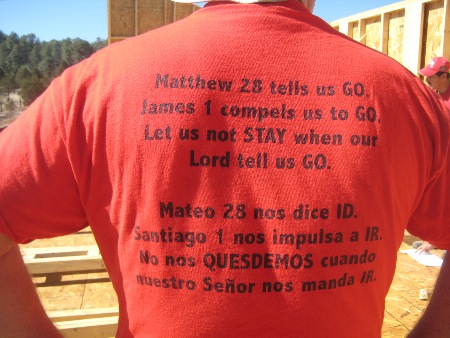 Matthew 28 tells us GO.
James 1 compels us to GO.
Let us not STAY when our
Lord tell us GO.
Mateo 28 nos dice ID.
Santiago 1 nos impulsa a IR.
No nos QUESDEMOS cuando
nuestro Señor nos manda IR.